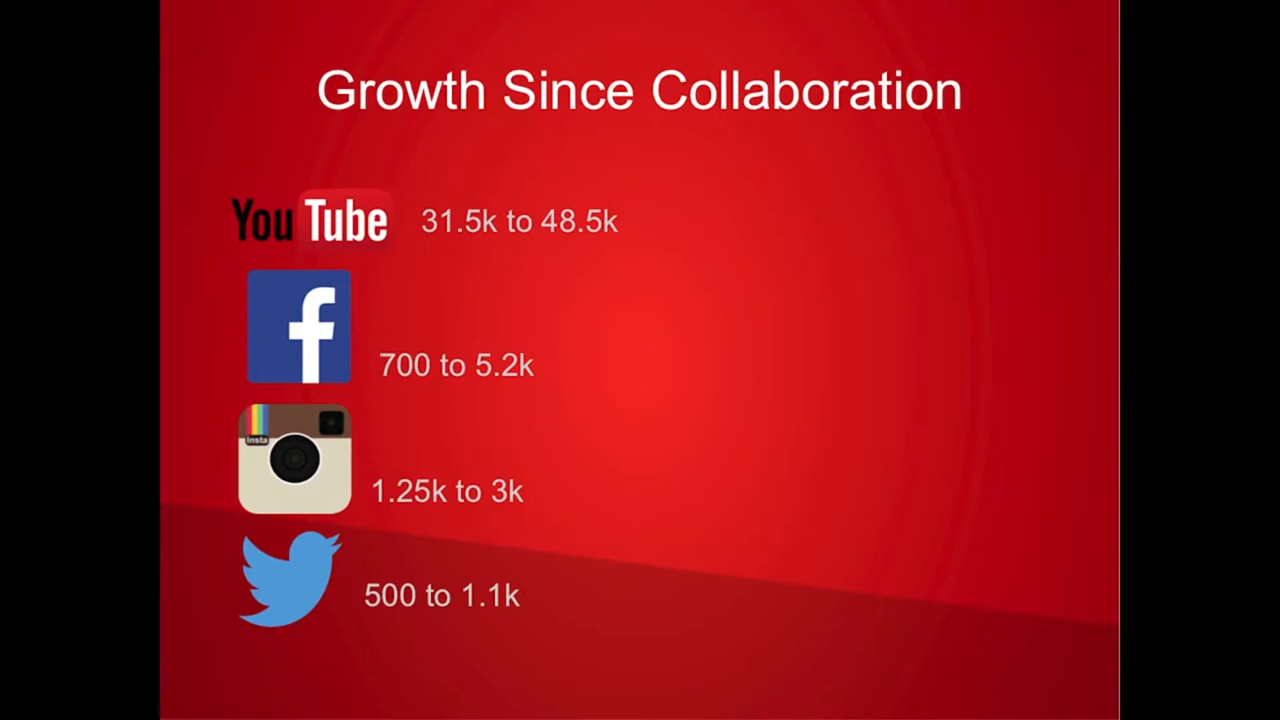 Growth Since Collaboration
YouTube 31.5k to 48.5k
f
700 to 5.2k
Insta
1.25k to 3k
500 to 1.1k